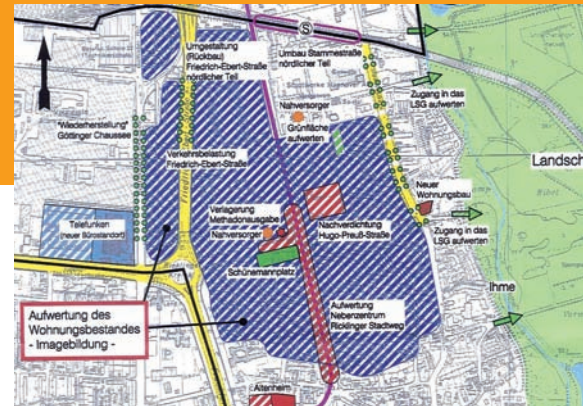 S
Umgestaltung
(Rückbau)
Friedrich-Ebert-Straße
nördlicher Teil
Umbau Stammestraße
nördlicher Teil
Zugang in das
LSG aufwerten
"Wiederherstellung"
Göttinger Chaussee
Nahversorger
Grünfläche
aufwerten
Verkehrsbelastung
Friedrich-Ebert-Straße
Landsch
Neuer
Wohnungsbau
Telefunken
(neuer Bürostandort)
Verlagerung
Methadonausgabe
Nahversorger
Nachverdichtung
Hugo-Preuß-Straße
Zugang in das
LSG aufwerten
Schünemannplatz
Ihme
Aufwertung des
Wohnungsbestandes
- Imagebildung -
Aufwertung
Nebenzentrum
Ricklinger Stadtweg
Altenheim